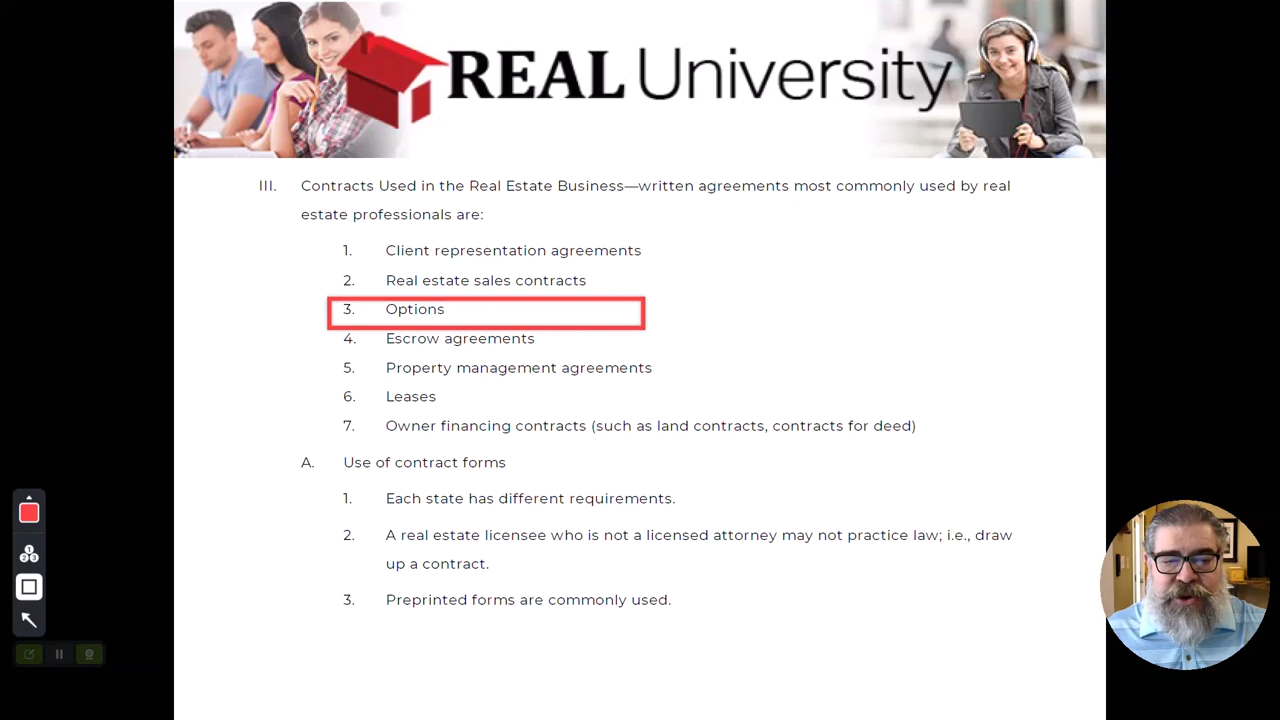 REAL University
III. Contracts Used in the Real Estate Business—written agreements most commonly used by real
estate professionals are:
1. Client representation agreements
2. Real estate sales contracts
3. Options
4. Escrow agreements
5. Property management agreements
6. Leases
7. Owner financing contracts (such as land contracts, contracts for deed)
A. Use of contract forms
1. Each state has different requirements.
2. A real estate licensee who is not a licensed attorney may not practice law; i.e., draw
up a contract.
3. Preprinted forms are commonly used.